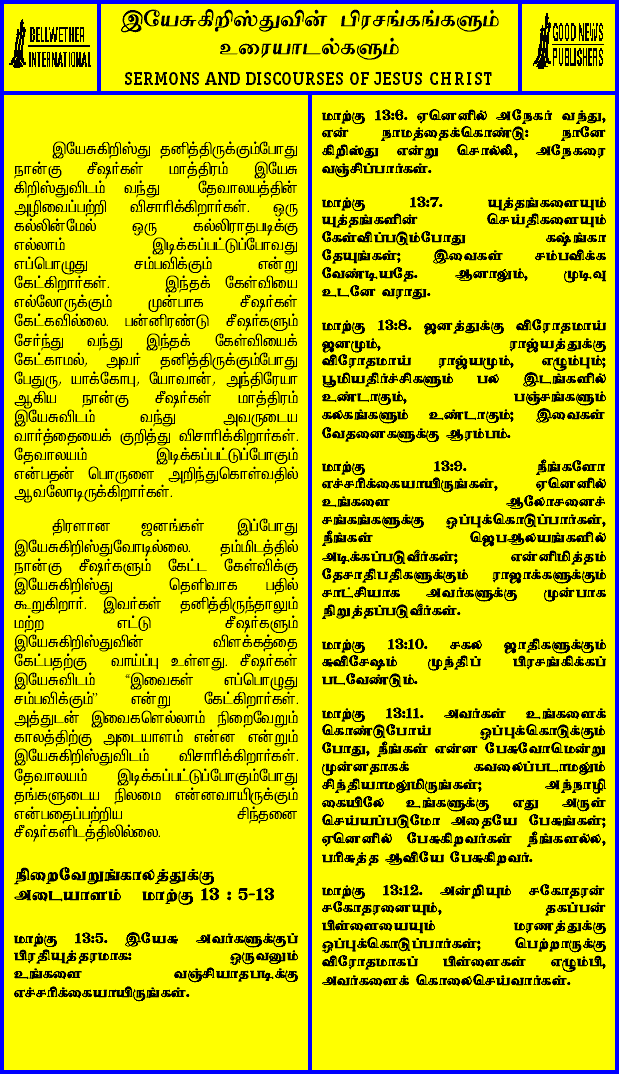 BELLWETHER
INTERNATIONAL
இயேசுகிறிஸ்துவின் பிரசங்கங்களும்
உரையாடல்களும்
SERMONS AND DISCOURSES OF JESUS CHRIST
GOOD NEWS
PUBLISHERS
இயேசுகிறிஸ்து தனித்திருக்கும்போது
நான்கு சீஷர்கள் மாத்திரம் இயேசு
கிறிஸ்துவிடம் வந்து தேவாலயத்தின்
அழிவைப்பற்றி விசாரிக்கிறார்கள். ஒரு
கல்லின்மேல் ஒரு கல்லிராதபடிக்கு
எல்லாம் இடிக்கப்பட்டுப்போவது
எப்பொழுது சம்பவிக்கும் என்று
கேட்கிறார்கள். இந்தக் கேள்வியை
எல்லோருக்கும் முன்பாக சீஷர்கள்
கேட்கவில்லை. பன்னிரண்டு சீஷர்களும்
சேர்ந்து வந்து இந்தக் கேள்வியைக்
கேட்காமல், அவர் தனித்திருக்கும்போது
பேதுரு, யாக்கோபு, யோவான், அந்திரேயா
ஆகிய நான்கு சீஷர்கள் மாத்திரம்
இயேசுவிடம் வந்து அவருடைய
வார்த்தையைக் குறித்து விசாரிக்கிறார்கள்.
தேவாலயம் இடிக்கப்பட்டுப்போகும்
என்பதன் பொருளை அறிந்துகொள்வதில்
ஆவலோடிருக்கிறார்கள்.
திரளான ஜனங்கள் இப்போது
இயேசுகிறிஸ்துவோடில்லை. தம்மிடத்தில்
நான்கு சீஷர்களும் கேட்ட கேள்விக்கு
இயேசுகிறிஸ்து தெளிவாக பதில்
கூறுகிறார். இவர்கள் தனித்திருந்தாலும்
மற்ற எட்டு சீஷர்களும்
இயேசுகிறிஸ்துவின் விளக்கத்தை
கேட்பதற்கு வாய்ப்பு உள்ளது. சீஷர்கள்
இயேசுவிடம் “இவைகள் எப்பொழுது
சம்பவிக்கும்” என்று கேட்கிறார்கள்.
அத்துடன் இவைகளெல்லாம் நிறைவேறும்
காலத்திற்கு அடையாளம் என்ன என்றும்
இயேசுகிறிஸ்துவிடம் விசாரிக்கிறார்கள்.
தேவாலயம் இடிக்கப்பட்டுப்போகும்போது
தங்களுடைய நிலமை என்னவாயிருக்கும்
என்பதைப்பற்றிய சிந்தனை
சீஷர்களிடத்திலில்லை.
நிறைவேறுங்காலத்துக்கு
அடையாளம் மாற்கு 13 : 5-13
மாற்கு 13:5. இயேசு அவர்களுக்குப்
பிரதியுத்தரமாக: ஒருவனும்
உங்களை வஞ்சியாதபடிக்கு
எச்சரிக்கையாயிருங்கள்.
மாற்கு 13:6. ஏனெனில் அநேகர் வந்து,
என் நாமத்தைக்கொண்டு: நானே
கிறிஸ்து என்று சொல்லி, அநேகரை
வஞ்சிப்பார்கள்.
மாற்கு 13:7. யுத்தங்களையும்
யுத்தங்களின் செய்திகளையும்
கேள்விப்படும்போது கலங்கா
தேயுங்கள்; இவைகள் சம்பவிக்க
வேண்டியதே. ஆனாலும், முடிவு
உடனே வராது.
மாற்கு 13:8. ஜனத்துக்கு விரோதமாய்
ஜனமும், ராஜ்யத்துக்கு
விரோதமாய் ராஜ்யமும், எழும்பும்;
பூமியதிர்ச்சிகளும் பல இடங்களில்
உண்டாகும், பஞ்சங்களும்
கலகங்களும் உண்டாகும்; இவைகள்
வேதனைகளுக்கு ஆரம்பம்.
மாற்கு 13:9. நீங்களோ
எச்சரிக்கையாயிருங்கள், ஏனெனில்
உங்களை ஆலோசனைச்
சங்கங்களுக்கு ஒப்புக்கொடுப்பார்கள்,
நீங்கள் ஜெபஆலயங்களில்
அடிக்கப்படுவீர்கள்; என்னிமித்தம்
தேசாதிபதிகளுக்கும் ராஜாக்களுக்கும்
சாட்சியாக அவர்களுக்கு முன்பாக
நிறுத்தப்படுவீர்கள்.
மாற்கு 13:10. சகல ஜாதிகளுக்கும்
சுவிசேஷம் முந்திப் பிரசங்கிக்கப்
படவேண்டும்.
மாற்கு 13:11. அவர்கள் உங்களைக்
கொண்டுபோய் ஒப்புக்கொடுக்கும்
போது, நீங்கள் என்ன பேசுவோமென்று
முன்னதாகக் கவலைப்படாமலும்
சிந்தியாமலுமிருங்கள்; அந்நாழி
கையிலே உங்களுக்கு எது அருள்
செய்யப்படுமோ அதையே பேசுங்கள்;
ஏனெனில் பேசுகிறவர்கள் நீங்களல்ல,
பரிசுத்த ஆவியே பேசுகிறவர்.
மாற்கு 13:12. அன்றியும் சகோதரன்
சகோதரனையும், தகப்பன்
பிள்ளையையும் மரணத்துக்கு
ஒப்புக்கொடுப்பார்கள்; பெற்றாருக்கு
விரோதமாகப் பிள்ளைகள் எழும்பி,
அவர்களைக் கொலைசெய்வார்கள்.